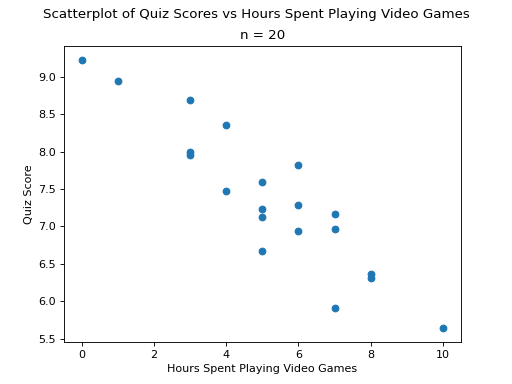 Scatterplot of Quiz Scores vs Hours Spent Playing Video Games
n = 20
9.0
8.5
8.0
7.5
7.0
6.5
6.0
5.5
Quiz Score
0 2 4 6 8 10
Hours Spent Playing Video Games